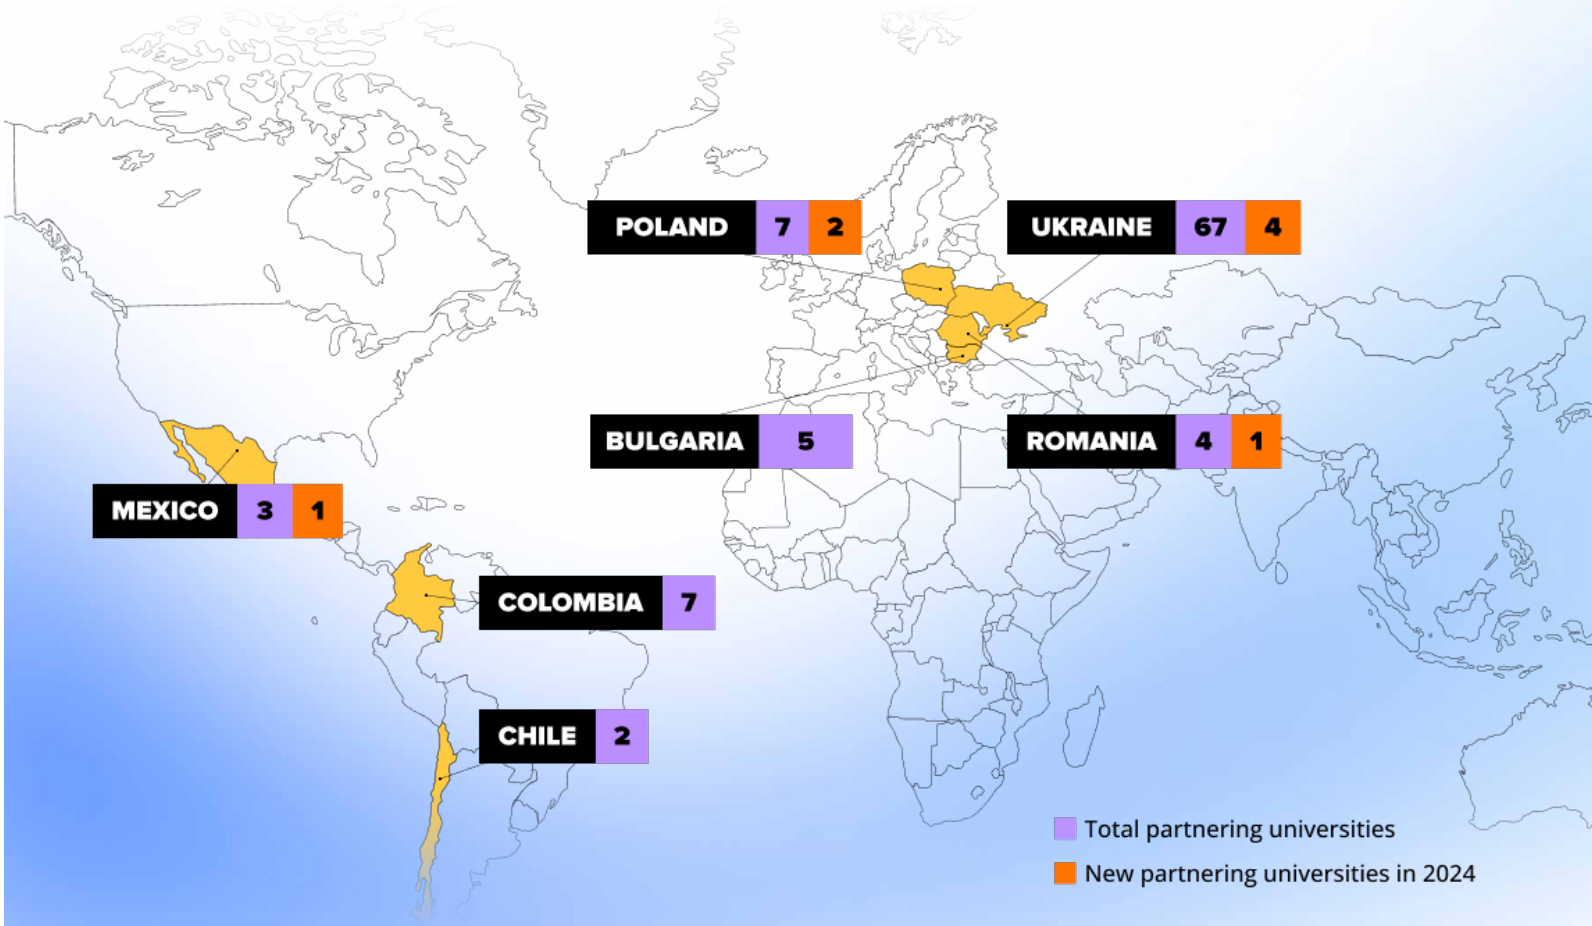 POLAND 7 2
UKRAINE 67 4
BULGARIA 5
ROMANIA 4 1
MEXICO 3 1
COLOMBIA 7
CHILE 2
Total partnering universities
New partnering universities in 2024